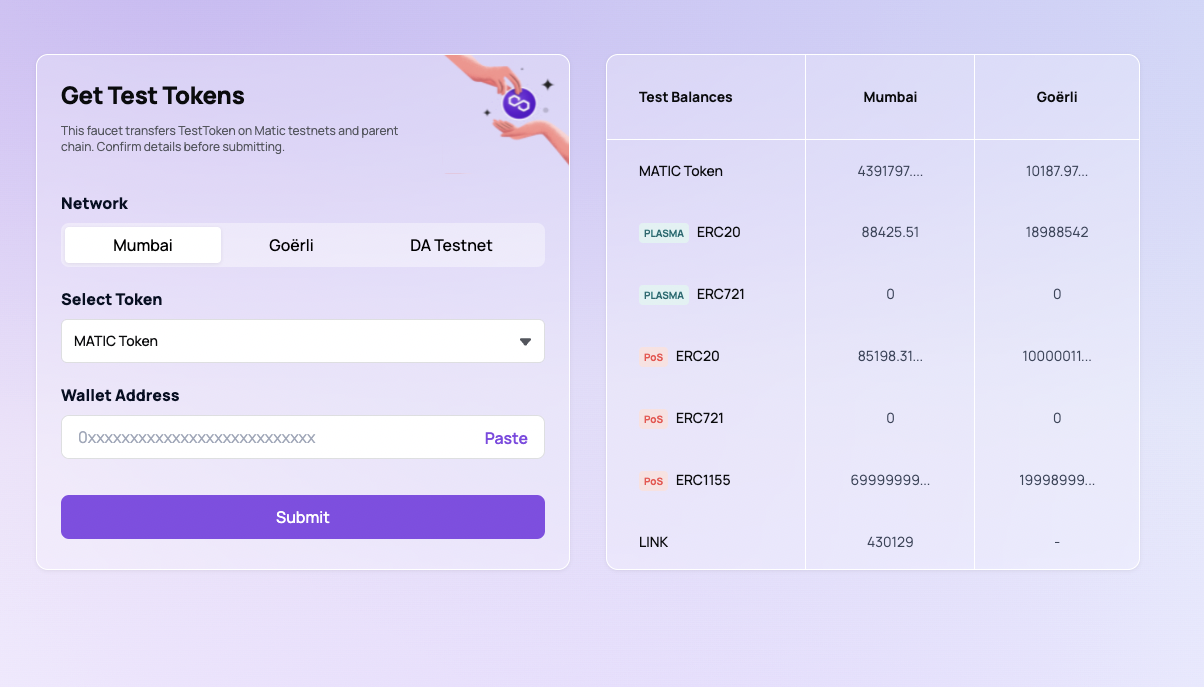 Get Test Tokens
This faucet transfers TestToken on Matic testnets and parent
chain. Confirm details before submitting.
Network
Mumbai Goërli DA Testnet
Select Token
MATIC Token
Wallet Address
0xxxxxxxxxxxxxxxxxxxxxxxxxxx Paste
Submit
Test Balances Mumbai Goërli
MATIC Token 4391797.... 10187.97...
PLASMA ERC20 88425.51 18988542
PLASMA ERC721 0 0
PoS ERC20 85198.31... 10000011...
PoS ERC721 0 0
PoS ERC1155 69999999... 19998999...
LINK 430129 -